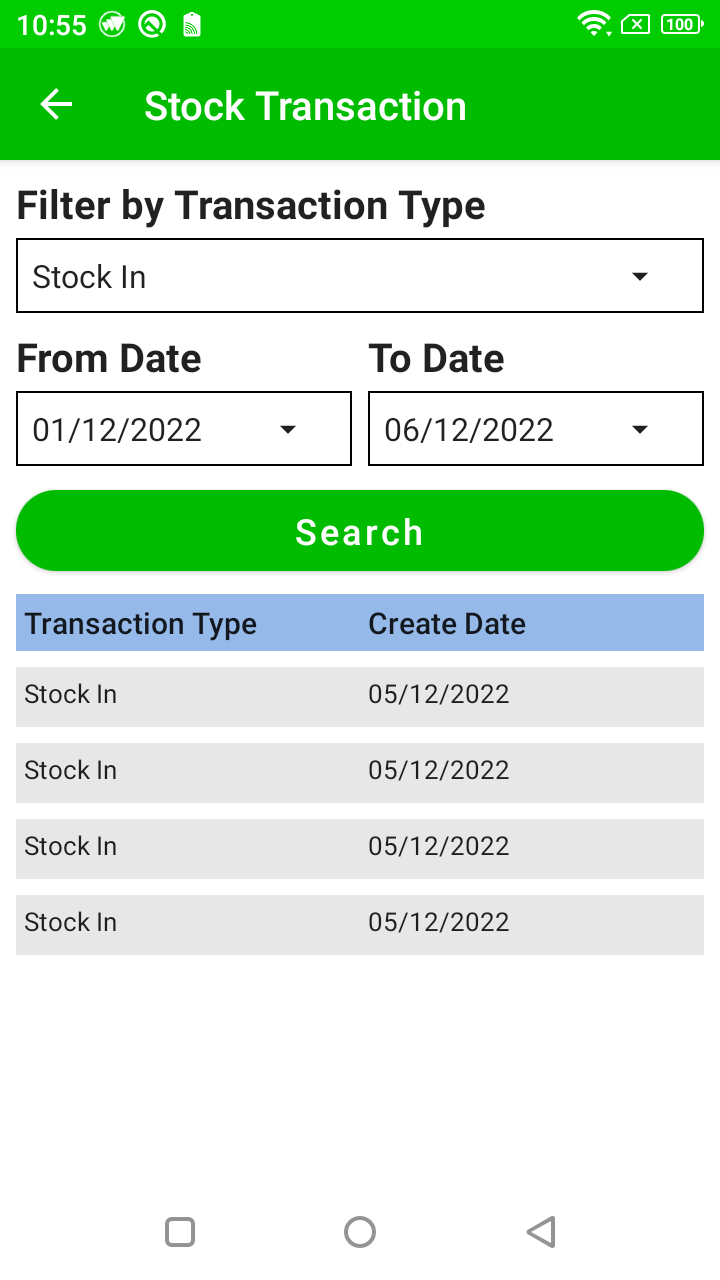 10:55 100
Stock Transaction
Filter by Transaction Type
Stock In
From Date To Date
01/12/2022 06/12/2022
Search
Transaction Type Create Date
Stock In 05/12/2022
Stock In 05/12/2022
Stock In 05/12/2022
Stock In 05/12/2022